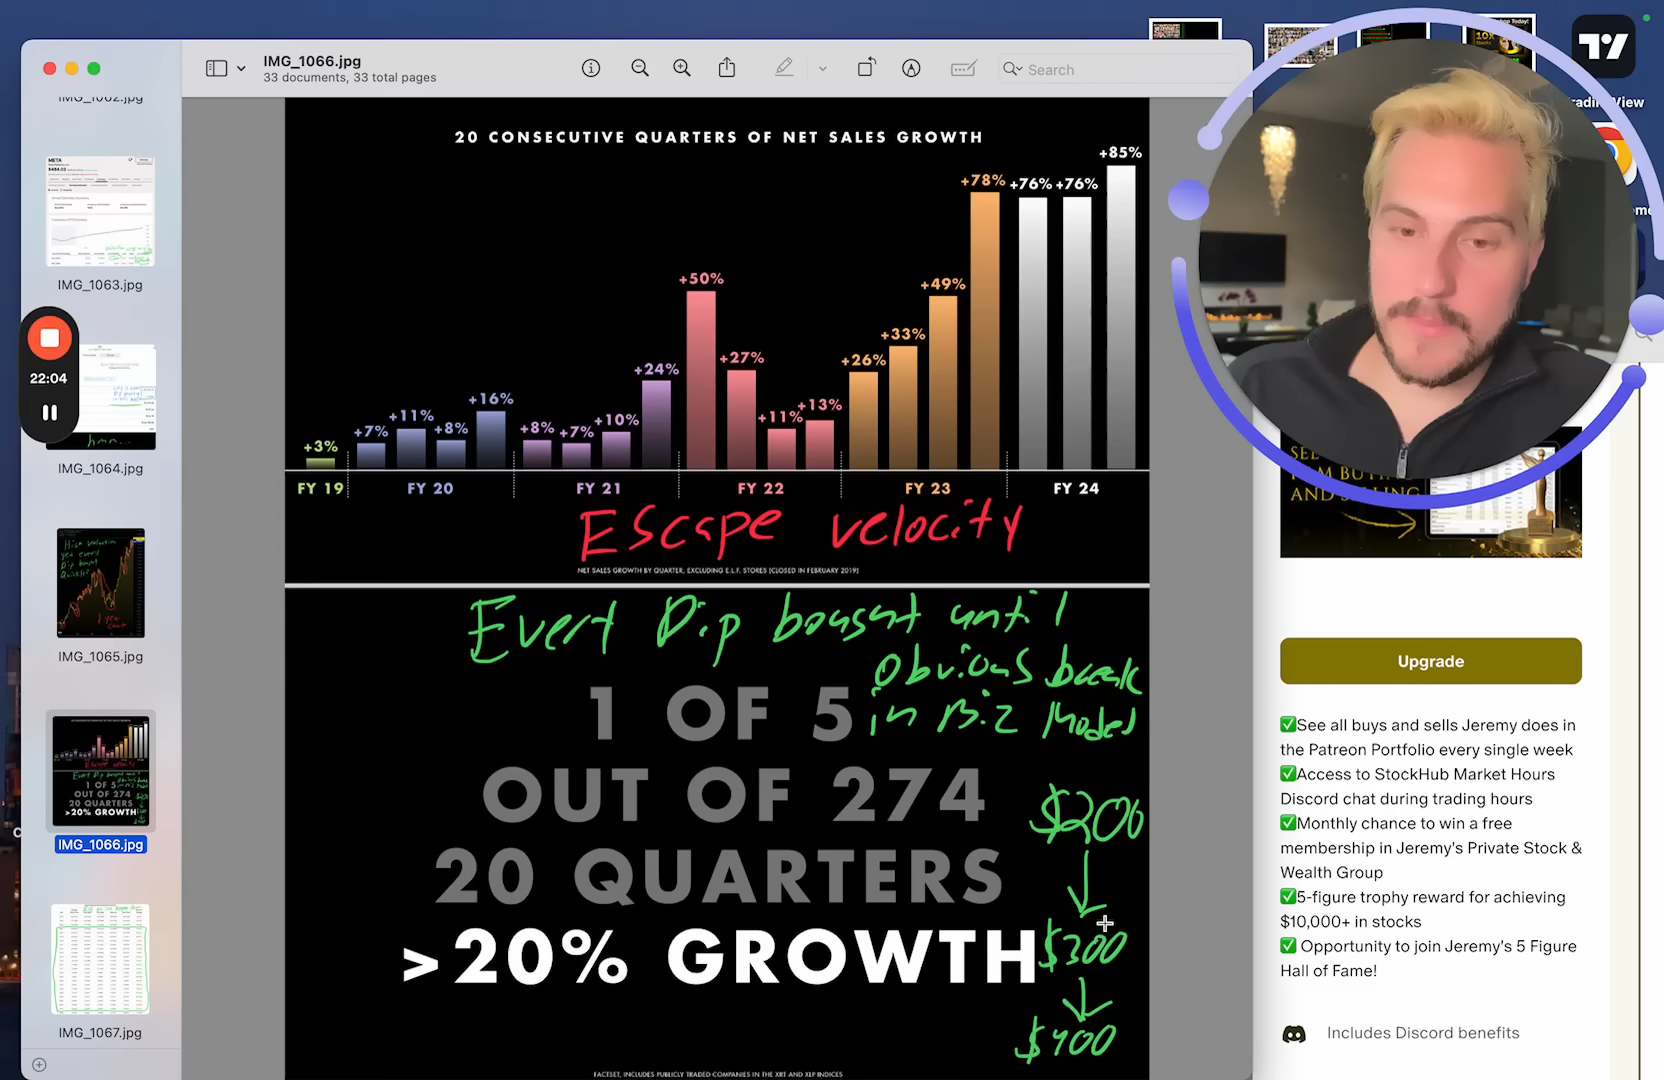 IMG_1066.jpg
33 documents, 33 total pages
Search
IMG_1062.jpg
META
IMG_1063.jpg
22:04
IMG_1064.jpg
IMG_1065.jpg
IMG_1066.jpg
IMG_1067.jpg
20 CONSECUTIVE QUARTERS OF NET SALES GROWTH
+3%
+7%
+11%
+8%
+16%
+8%
+7%
+10%
+24%
+50%
+27%
+11%
+13%
+26%
+33%
+49%
+78%
+76%
+76%
+85%
FY 19
FY 20
FY 21
FY 22
FY 23
FY 24
Escape velocity
NET SALES GROWTH BY QUARTER, EXCLUDING E.L.F. STORES (CLOSED IN FEBRUARY 2019)
Evert Dip bought until
obvious break
in Biz Model
1 OF 5
OUT OF 274
20 QUARTERS
>20% GROWTH
$200
$300
$400
FACTSET, INCLUDES PUBLICLY TRADED COMPANIES IN THE XRT AND XLP INDICES
10x
AND SELLING
Upgrade
✅See all buys and sells Jeremy does in
the Patreon Portfolio every single week
✅Access to StockHub Market Hours
Discord chat during trading hours
✅Monthly chance to win a free
membership in Jeremy's Private Stock &
Wealth Group
✅5-figure trophy reward for achieving
$10,000+ in stocks
✅ Opportunity to join Jeremy's 5 Figure
Hall of Fame!
Includes Discord benefits